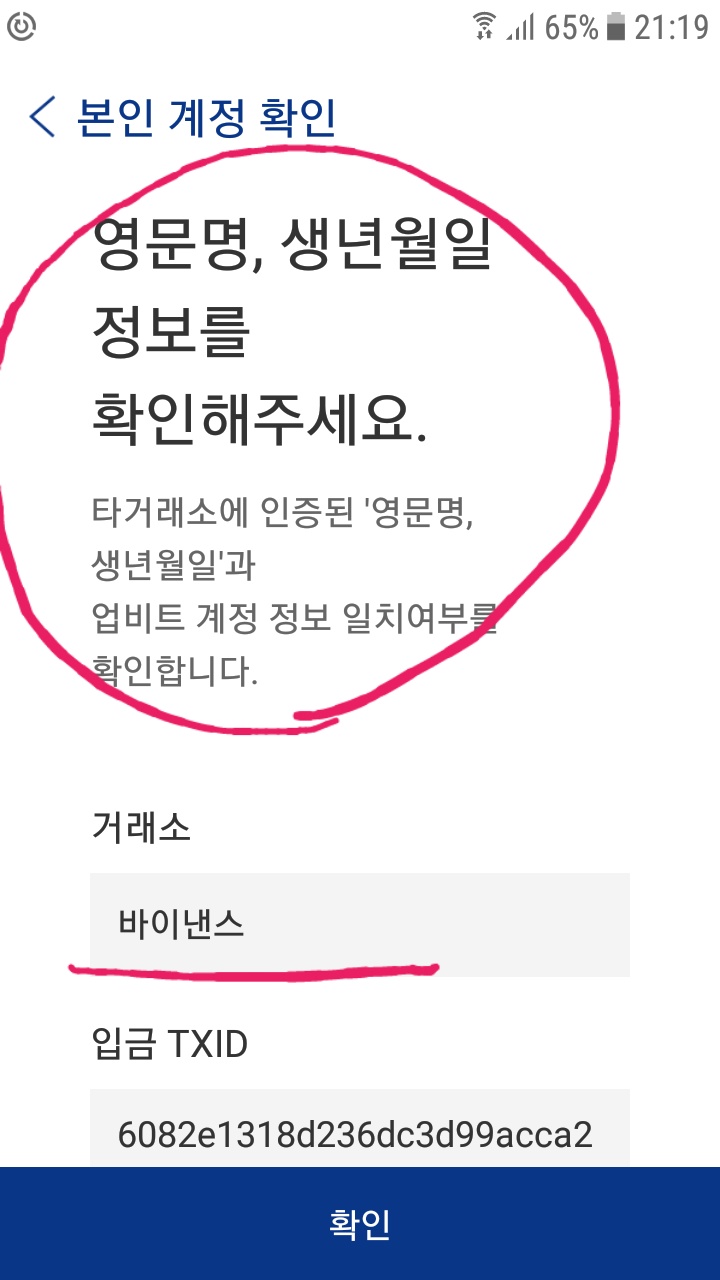 65% 21:19
본인 계정 확인
영문명, 생년월일
정보를
확인해주세요.
타거래소에 인증된 '영문명,
생년월일'과
업비트 계정 정보 일치여부를
확인합니다.
거래소
바이낸스
입금 TXID
6082e1318d236dc3d99acca2
확인